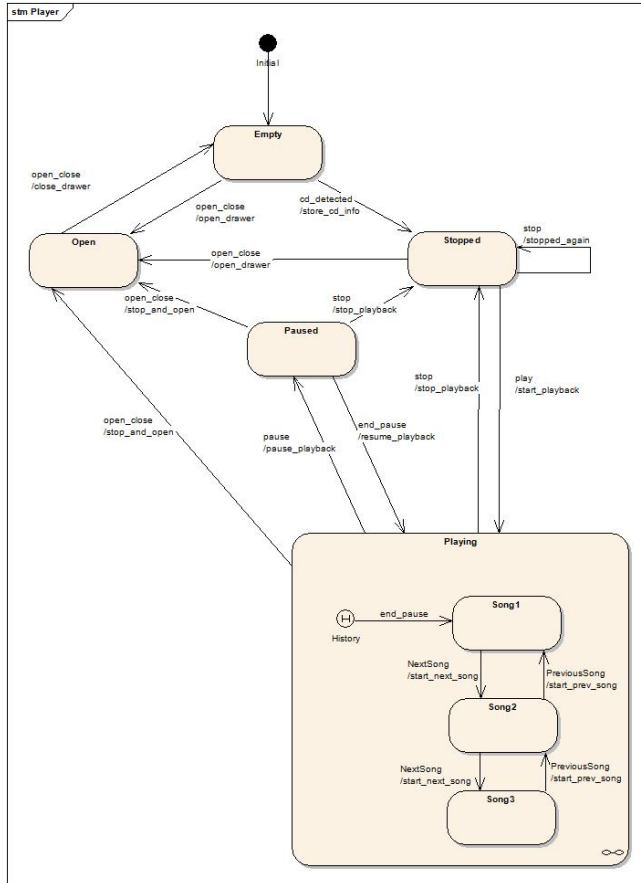 stm Player
Initial
Empty
open_close
/close_drawer
open_close
/open_drawer
cd_detected
/store_cd_info
Open
Stopped
stop
/stopped_again
open_close
/open_drawer
open_close
/stop_and_open
stop
/stop_playback
Paused
stop
/stop_playback
play
/start_playback
open_close
/stop_and_open
pause
/pause_playback
end_pause
/resume_playback
Playing
H
History
end_pause
Song1
NextSong
/start_next_song
PreviousSong
/start_prev_song
Song2
NextSong
/start_next_song
PreviousSong
/start_prev_song
Song3